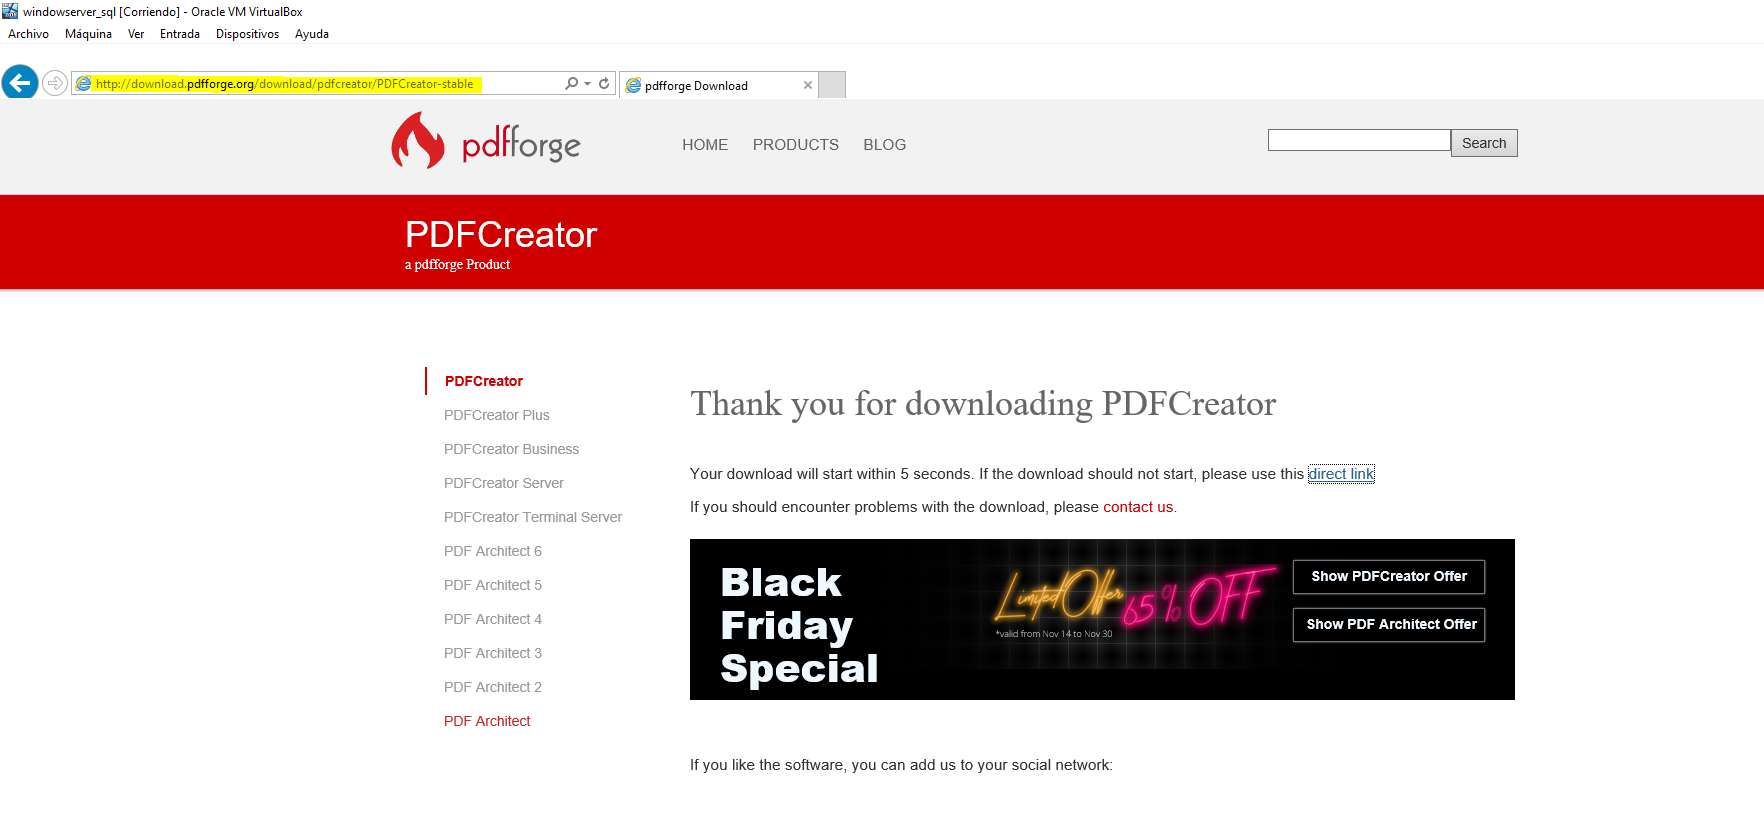 windowserver_sql [Corriendo] - Oracle VM VirtualBox
Archivo Máquina Ver Entrada Dispositivos Ayuda
http://download.pdfforge.org/download/pdfcreator/PDFCreator-stable
pdfforge Download
pdfforge
HOME PRODUCTS BLOG
Search
PDFCreator
a pdfforge Product
PDFCreator
PDFCreator Plus
PDFCreator Business
PDFCreator Server
PDFCreator Terminal Server
PDF Architect 6
PDF Architect 5
PDF Architect 4
PDF Architect 3
PDF Architect 2
PDF Architect
Thank you for downloading PDFCreator
Your download will start within 5 seconds. If the download should not start, please use this direct link
If you should encounter problems with the download, please contact us.
Black
Friday
Special
Limited Offer 65% OFF
*valid from Nov 14 to Nov 30
Show PDFCreator Offer
Show PDF Architect Offer
If you like the software, you can add us to your social network: